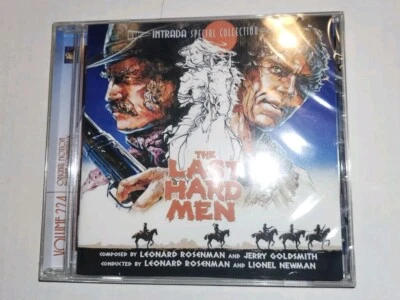 INTRADA SPECIAL COLLECTION
THE
LAST
HARD
MEN
COMPOSED BY LEONARD ROSENMAN AND JERRY GOLDSMITH
CONDUCTED BY LEONARD ROSENMAN AND LIONEL NEWMAN
VOLUME 224